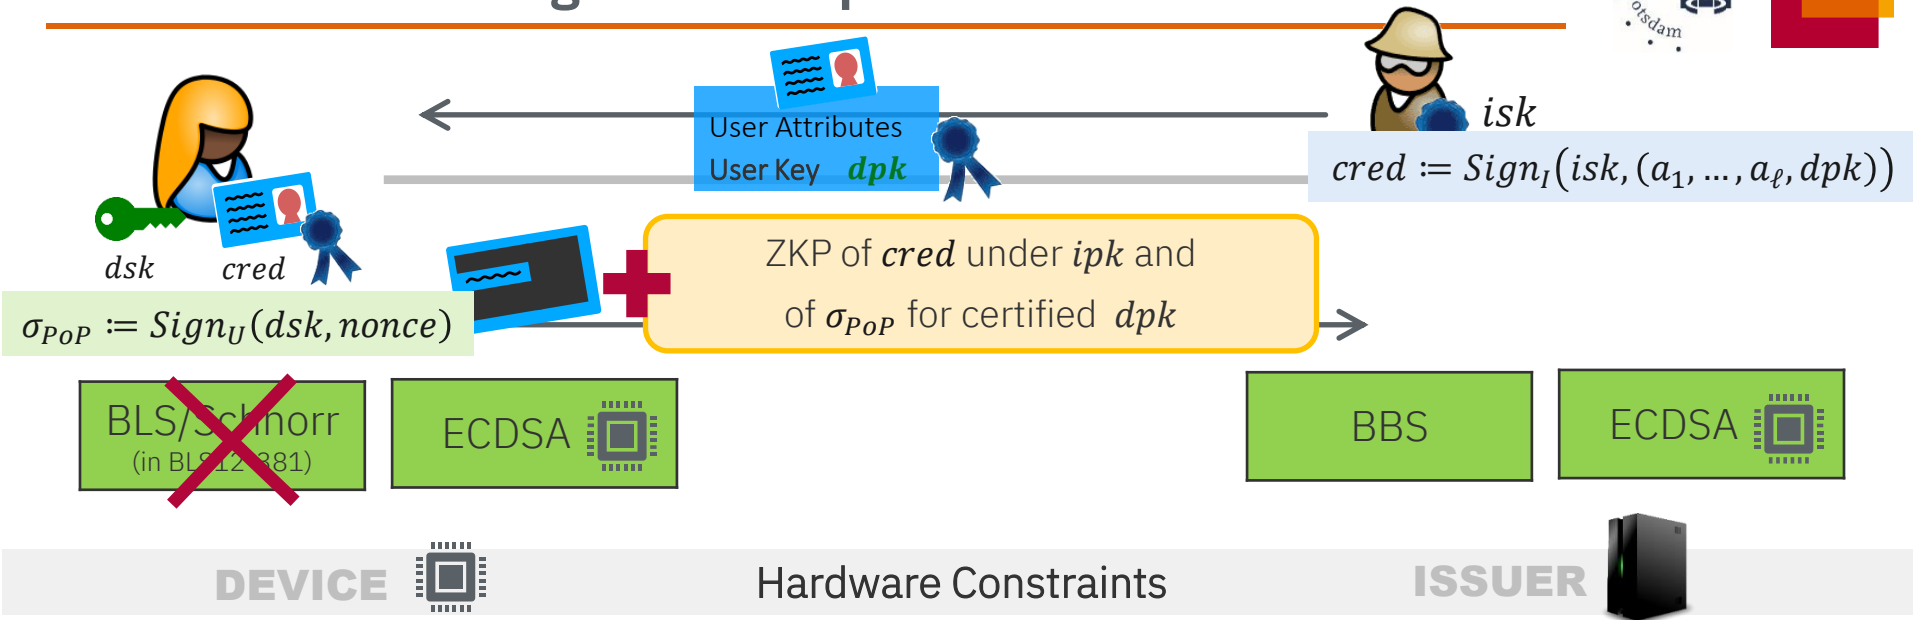 otsdam
isk
User Attributes
User Key dpk
cred ≔ Sign_I(isk, (a_1, …, a_ℓ, dpk))
dsk cred
ZKP of cred under ipk and
of σ_PoP for certified dpk
σ_PoP ≔ Sign_U(dsk, nonce)
BLS/Schnorr
(in BLS12-381)
ECDSA
BBS
ECDSA
DEVICE
Hardware Constraints
ISSUER